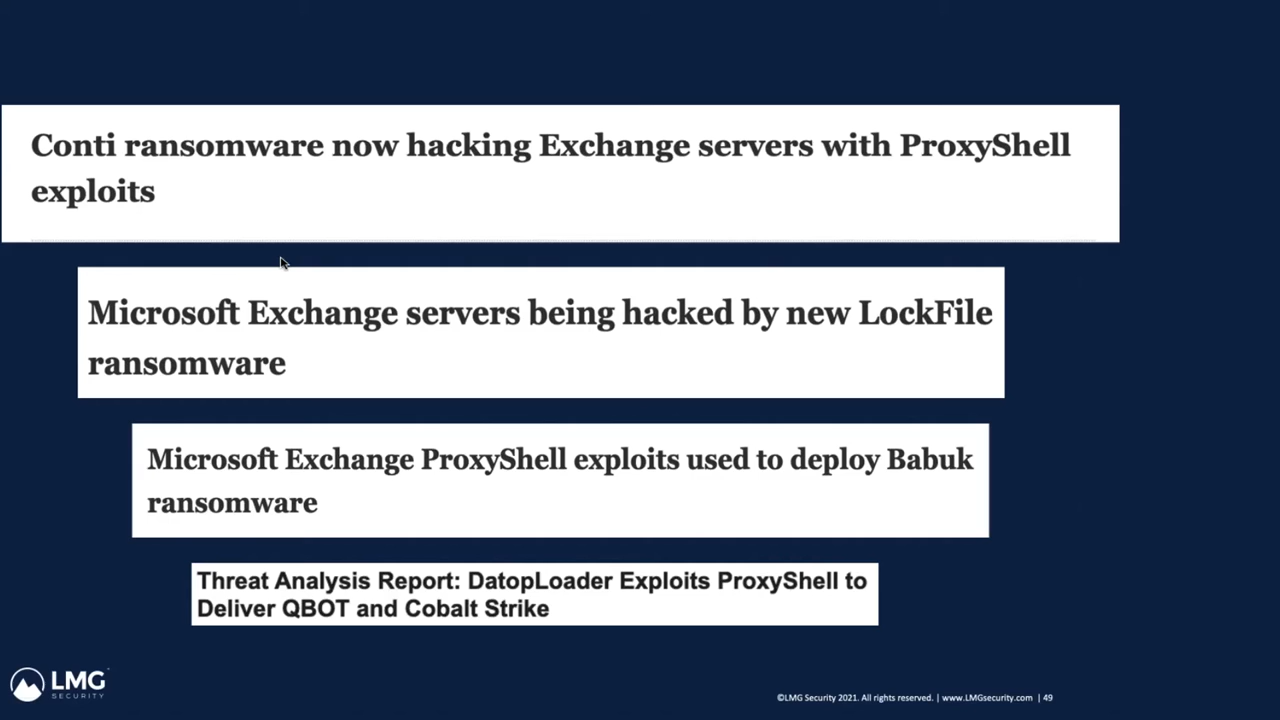 Conti ransomware now hacking Exchange servers with ProxyShell
exploits
Microsoft Exchange servers being hacked by new LockFile
ransomware
Microsoft Exchange ProxyShell exploits used to deploy Babuk
ransomware
Threat Analysis Report: DatopLoader Exploits ProxyShell to
Deliver QBOT and Cobalt Strike
LMG
SECURITY
©LMG Security 2021. All rights reserved. | www.LMGsecurity.com | 49